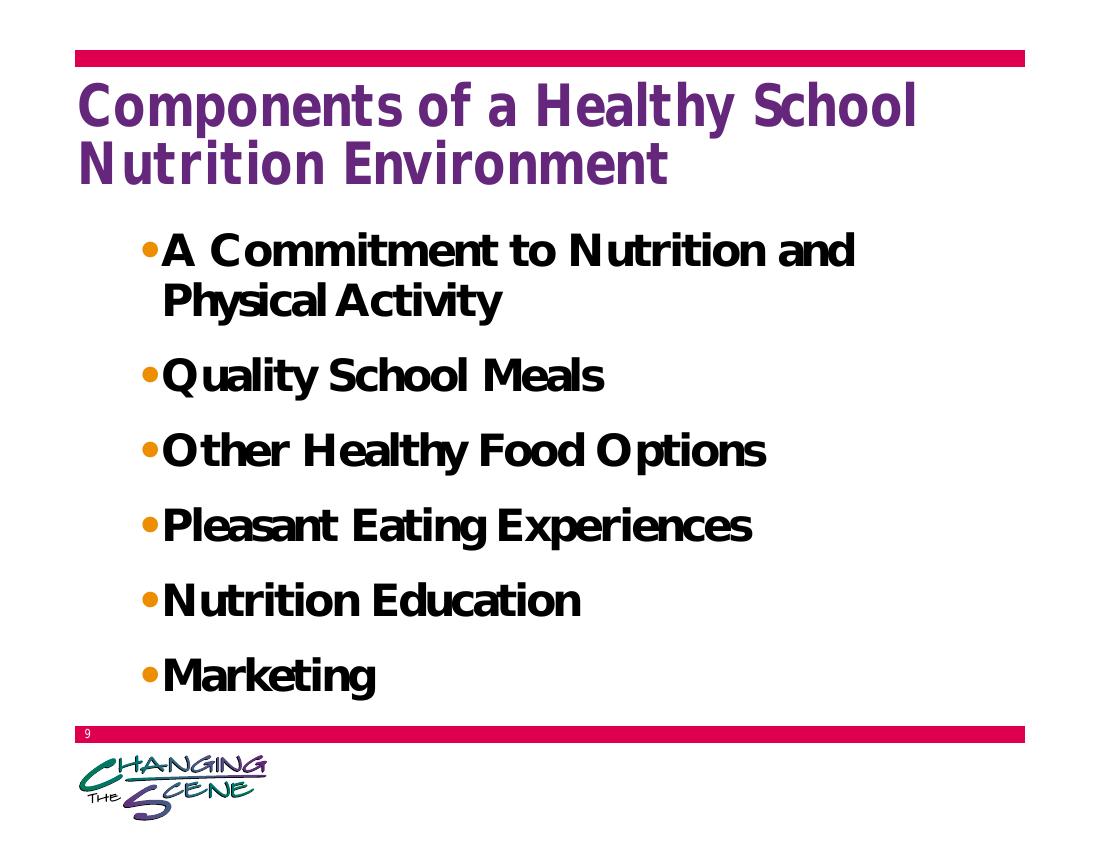 Components of a Healthy School
Nutrition Environment
•A Commitment to Nutrition and
Physical Activity
•Quality School Meals
•Other Healthy Food Options
•Pleasant Eating Experiences
•Nutrition Education
•Marketing
9
CHANGING
THE SCENE